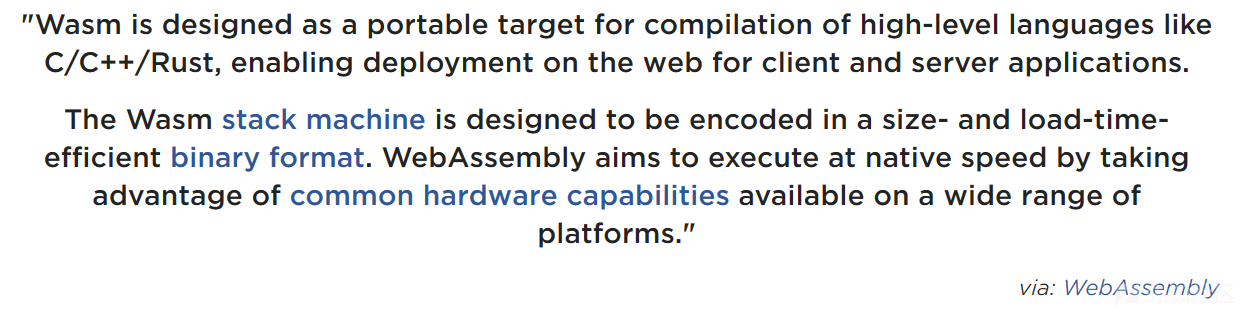 "Wasm is designed as a portable target for compilation of high-level languages like
C/C++/Rust, enabling deployment on the web for client and server applications.
The Wasm stack machine is designed to be encoded in a size- and load-time-
efficient binary format. WebAssembly aims to execute at native speed by taking
advantage of common hardware capabilities available on a wide range of
platforms."
via: WebAssembly